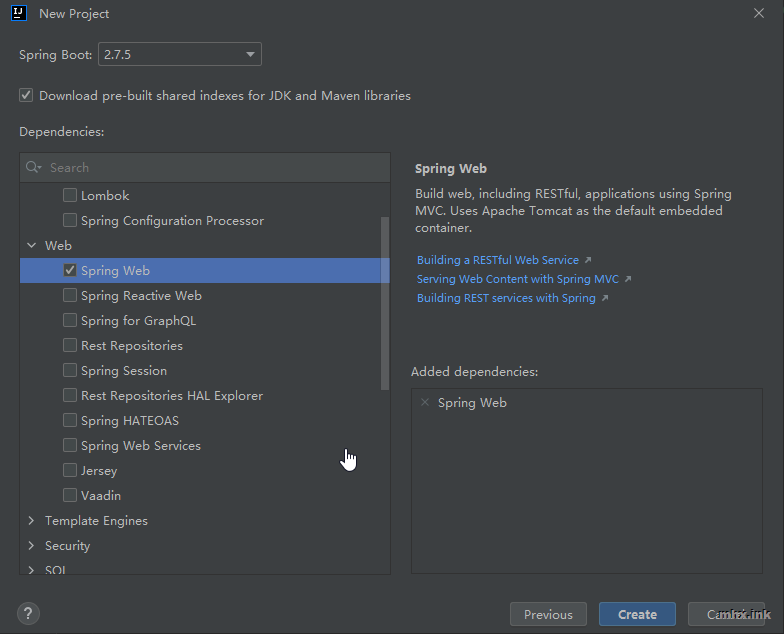 New Project
Spring Boot: 2.7.5
Download pre-built shared indexes for JDK and Maven libraries
Dependencies:
Search
Lombok
Spring Configuration Processor
Web
Spring Web
Spring Reactive Web
Spring for GraphQL
Rest Repositories
Spring Session
Rest Repositories HAL Explorer
Spring HATEOAS
Spring Web Services
Jersey
Vaadin
Template Engines
Security
SQL
Spring Web
Build web, including RESTful, applications using Spring
MVC. Uses Apache Tomcat as the default embedded
container.
Building a RESTful Web Service
Serving Web Content with Spring MVC
Building REST services with Spring
Added dependencies:
Spring Web
? Previous Create